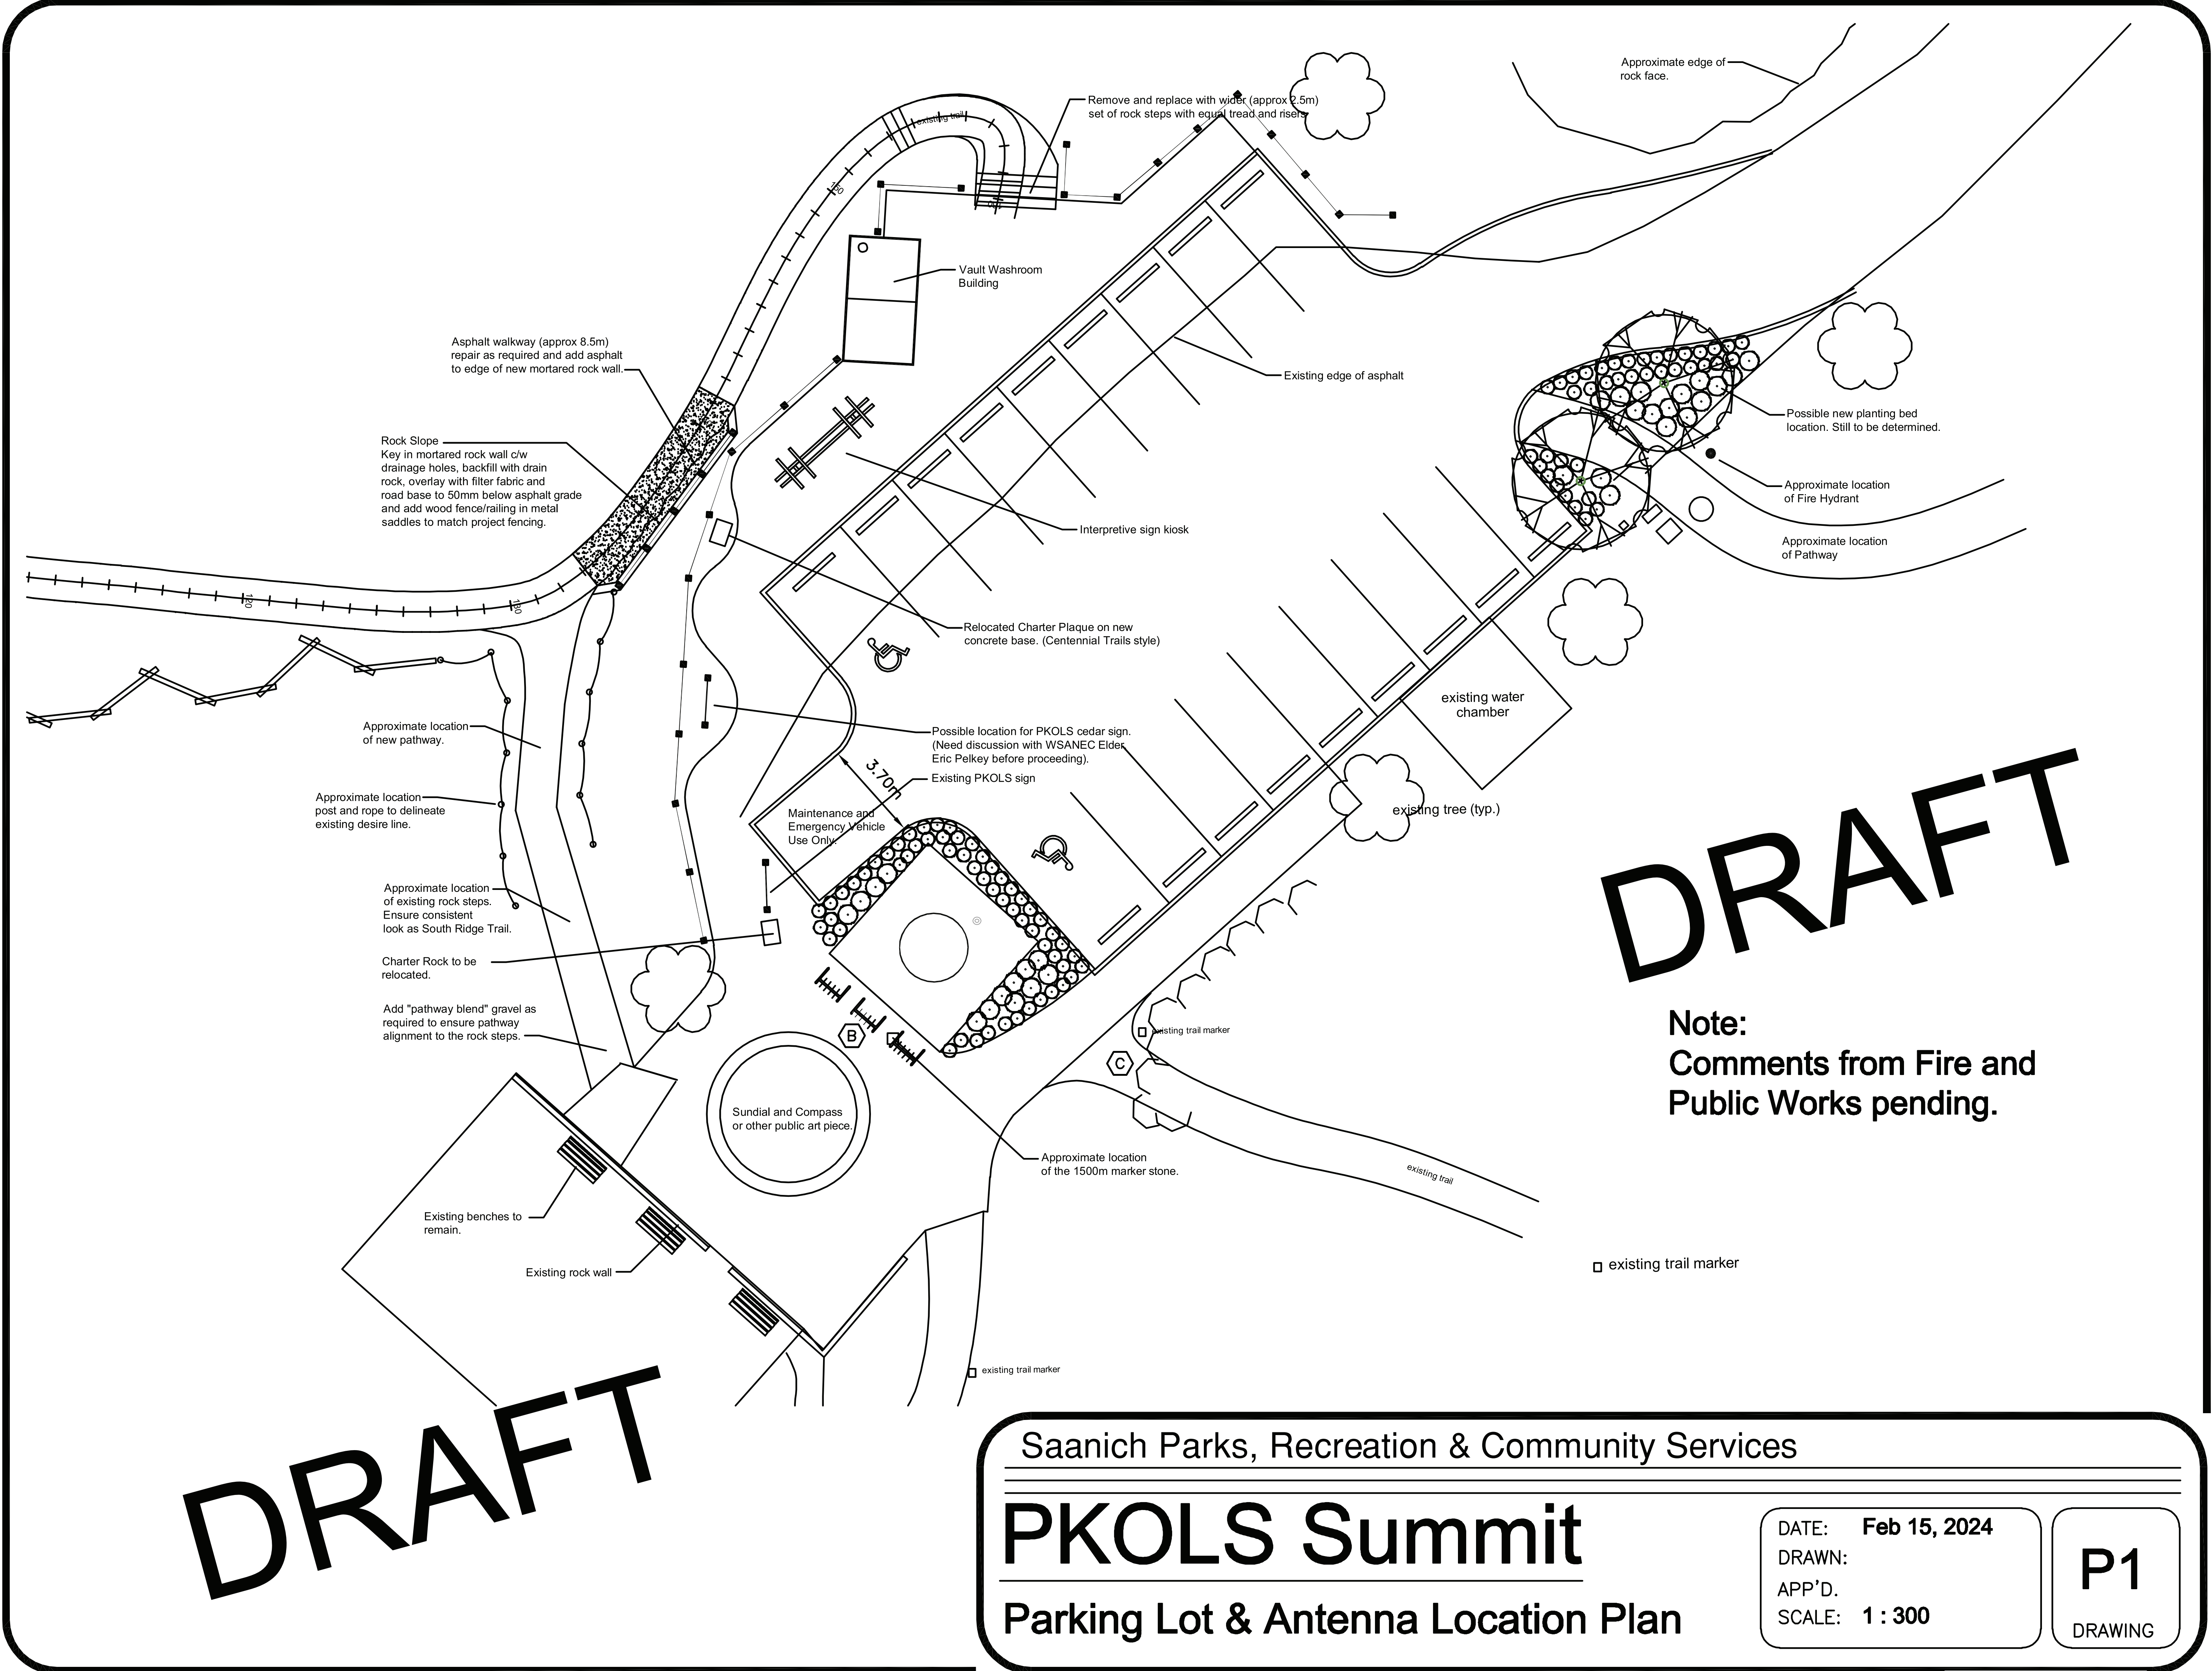 Approximate edge of
rock face.
Remove and replace with wider (approx 2.5m)
set of rock steps with equal tread and risers
existing trail
Vault Washroom
Building
Asphalt walkway (approx 8.5m)
repair as required and add asphalt
to edge of new mortared rock wall.
Existing edge of asphalt
Possible new planting bed
location. Still to be determined.
Rock Slope
Key in mortared rock wall c/w
drainage holes, backfill with drain
rock, overlay with filter fabric and
road base to 50mm below asphalt grade
and add wood fence/railing in metal
saddles to match project fencing.
Approximate location
of Fire Hydrant
Interpretive sign kiosk
Approximate location
of Pathway
120
130
Relocated Charter Plaque on new
concrete base. (Centennial Trails style)
existing water
chamber
Approximate location
of new pathway.
Possible location for PKOLS cedar sign.
(Need discussion with WSANEC Elder
Eric Pelkey before proceeding).
Existing PKOLS sign
3.70m
Approximate location
post and rope to delineate
existing desire line.
Maintenance and
Emergency Vehicle
Use Only.
existing tree (typ.)
DRAFT
Approximate location
of existing rock steps.
Ensure consistent
look as South Ridge Trail.
Charter Rock to be
relocated.
Add "pathway blend" gravel as
required to ensure pathway
alignment to the rock steps.
B
existing trail marker
C
Note:
Comments from Fire and
Public Works pending.
Sundial and Compass
or other public art piece.
Approximate location
of the 1500m marker stone.
existing trail
Existing benches to
remain.
Existing rock wall
existing trail marker
existing trail marker
DRAFT
Saanich Parks, Recreation & Community Services
PKOLS Summit
Parking Lot & Antenna Location Plan
DATE: Feb 15, 2024
DRAWN:
APP'D.
SCALE: 1 : 300
P1
DRAWING